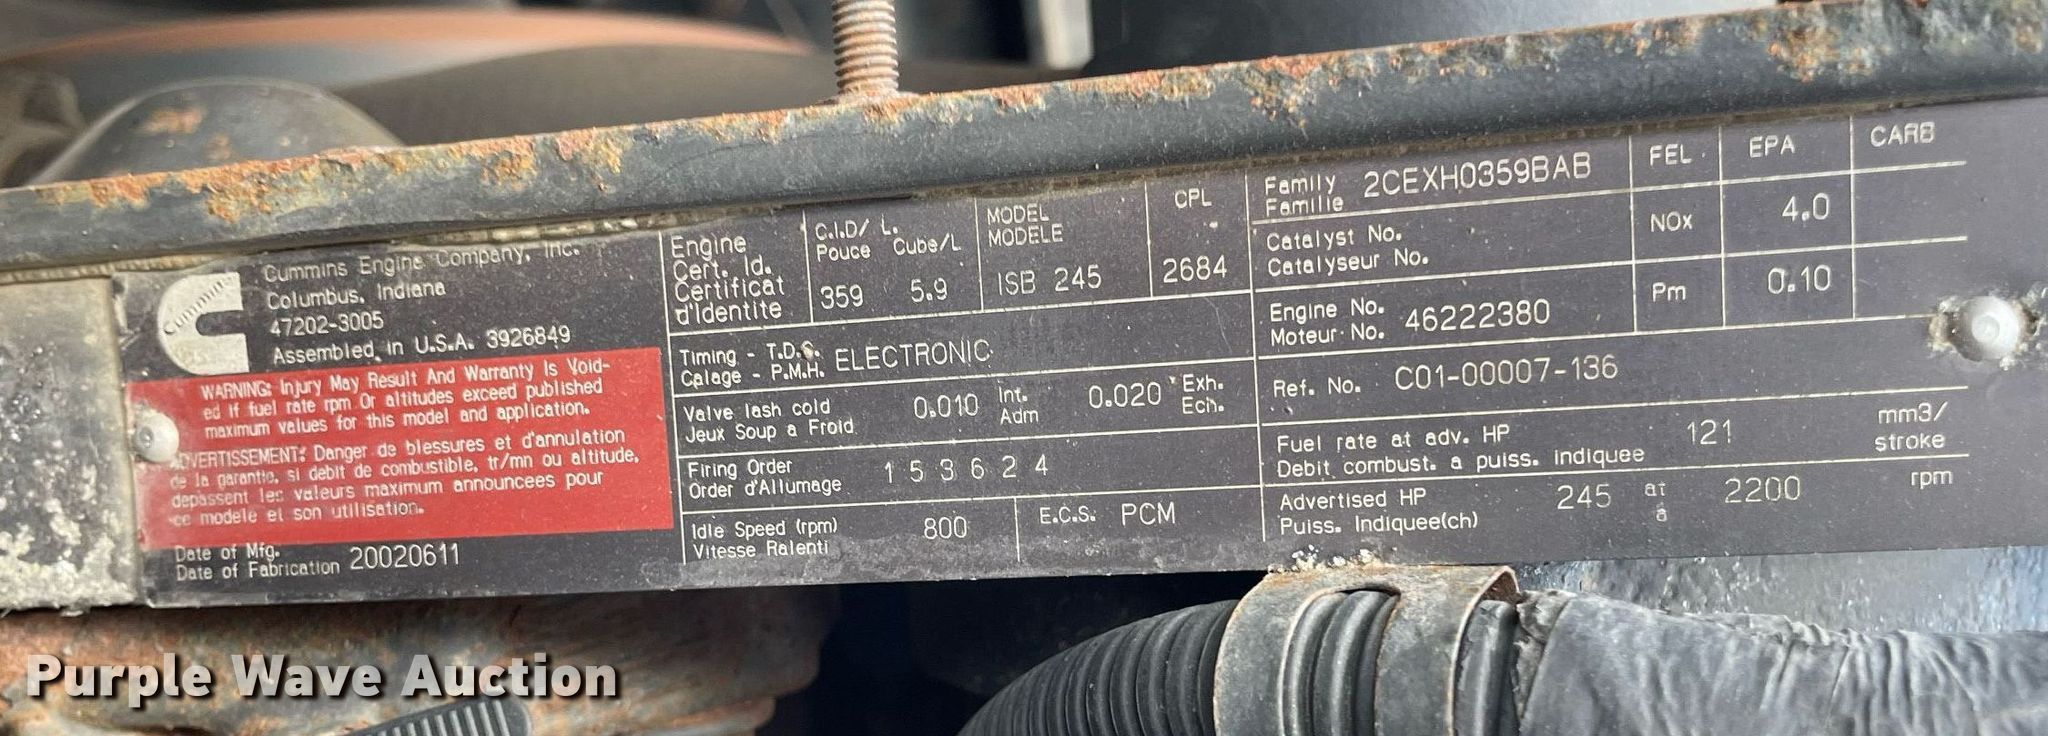 Cummins
Cummins Engine Company, Inc.
Columbus, Indiana
47202-3005
Assembled in U.S.A. 3926849
WARNING: Injury May Result And Warranty Is Void-
ed if fuel rate rpm Or altitudes exceed published
maximum values for this model and application.
AVERTISSEMENT: Danger de blessures et d'annulation
de la garantio, si debit de combustible, tr/mn ou altitude,
depassent les valeurs maximum announcees pour
ce modele et son utilisation.
Date of Mfg.
Date of Fabrication 20020611
Engine
Cert. Id.
Certificat
d'Identite
C.I.D/ L.
Pouce Cube/L
359 5.9
MODEL
MODELE
ISB 245
CPL
2684
Timing - T.D.C.
Calage - P.M.H. ELECTRONIC
Valve lash cold
Jeux Soup a Froid
0.010 Int.
Adm
0.020 Exh.
Ech.
Firing Order
Order d'Allumage
1 5 3 6 2 4
Idle Speed (rpm)
Vitesse Ralenti
800
E.C.S. PCM
Family
Familie
2CEXH0359BAB
Catalyst No.
Catalyseur No.
Engine No.
Moteur No.
46222380
FEL EPA CARB
NOx 4.0
Pm 0.10
Ref. No. C01-00007-136
Fuel rate at adv. HP
Debit combust. a puiss. indiquee
121 mm3/
stroke
Advertised HP
Puiss. Indiquee(ch)
245 at
a
2200 rpm
Purple Wave Auction